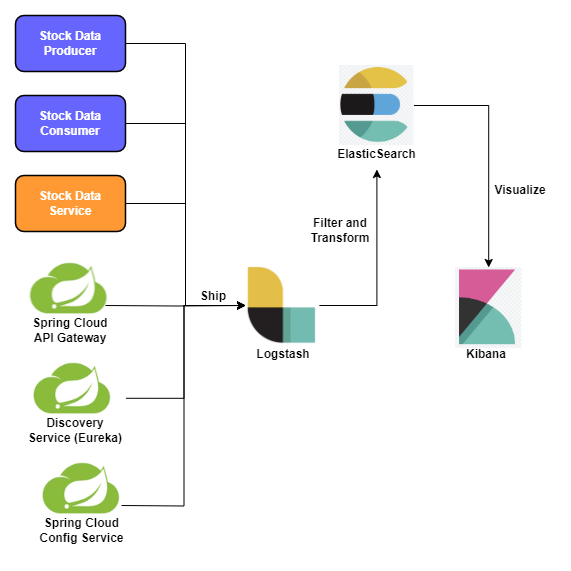 Stock Data
Producer
Stock Data
Consumer
Stock Data
Service
Spring Cloud
API Gateway
Discovery
Service (Eureka)
Spring Cloud
Config Service
Ship
Logstash
Filter and
Transform
ElasticSearch
Visualize
Kibana